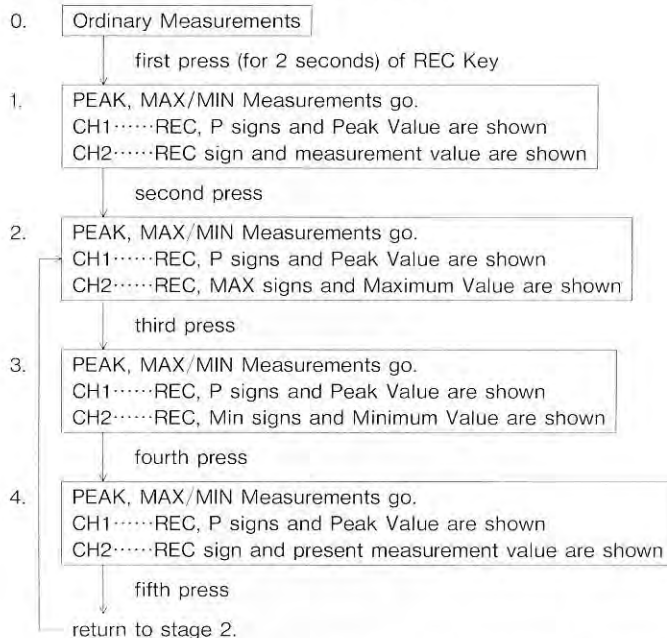 0. Ordinary Measurements
first press (for 2 seconds) of REC Key
1. PEAK, MAX/MIN Measurements go.
CH1······REC, P signs and Peak Value are shown
CH2······REC sign and measurement value are shown
second press
2. PEAK, MAX/MIN Measurements go.
CH1······REC, P signs and Peak Value are shown
CH2······REC, MAX signs and Maximum Value are shown
third press
3. PEAK, MAX/MIN Measurements go.
CH1······REC, P signs and Peak Value are shown
CH2······REC, Min signs and Minimum Value are shown
fourth press
4. PEAK, MAX/MIN Measurements go.
CH1······REC, P signs and Peak Value are shown
CH2······REC sign and present measurement value are shown
fifth press
return to stage 2.